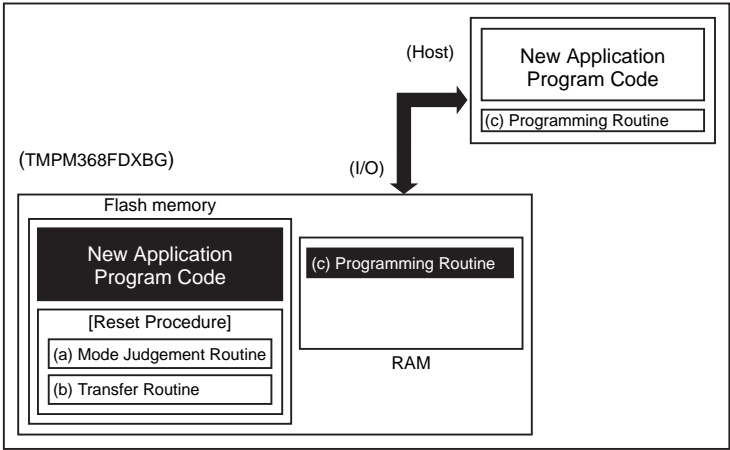 (Host)
New Application
Program Code
(c) Programming Routine
(TMPM368FDXBG)
(I/O)
Flash memory
New Application
Program Code
[Reset Procedure]
(a) Mode Judgement Routine
(b) Transfer Routine
(c) Programming Routine
RAM